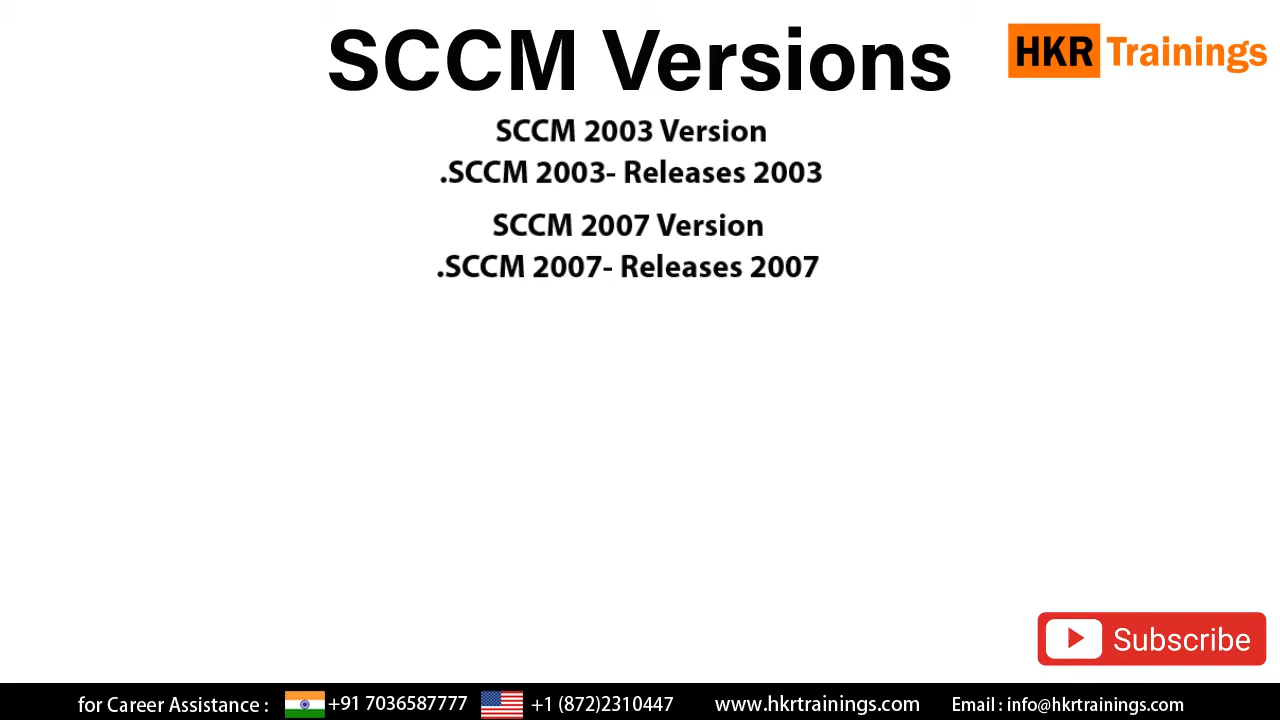 SCCM Versions
HKR Trainings
SCCM 2003 Version
.SCCM 2003- Releases 2003
SCCM 2007 Version
.SCCM 2007- Releases 2007
Subscribe
for Career Assistance : +91 7036587777 +1 (872)2310447 www.hkrtrainings.com Email : info@hkrtrainings.com